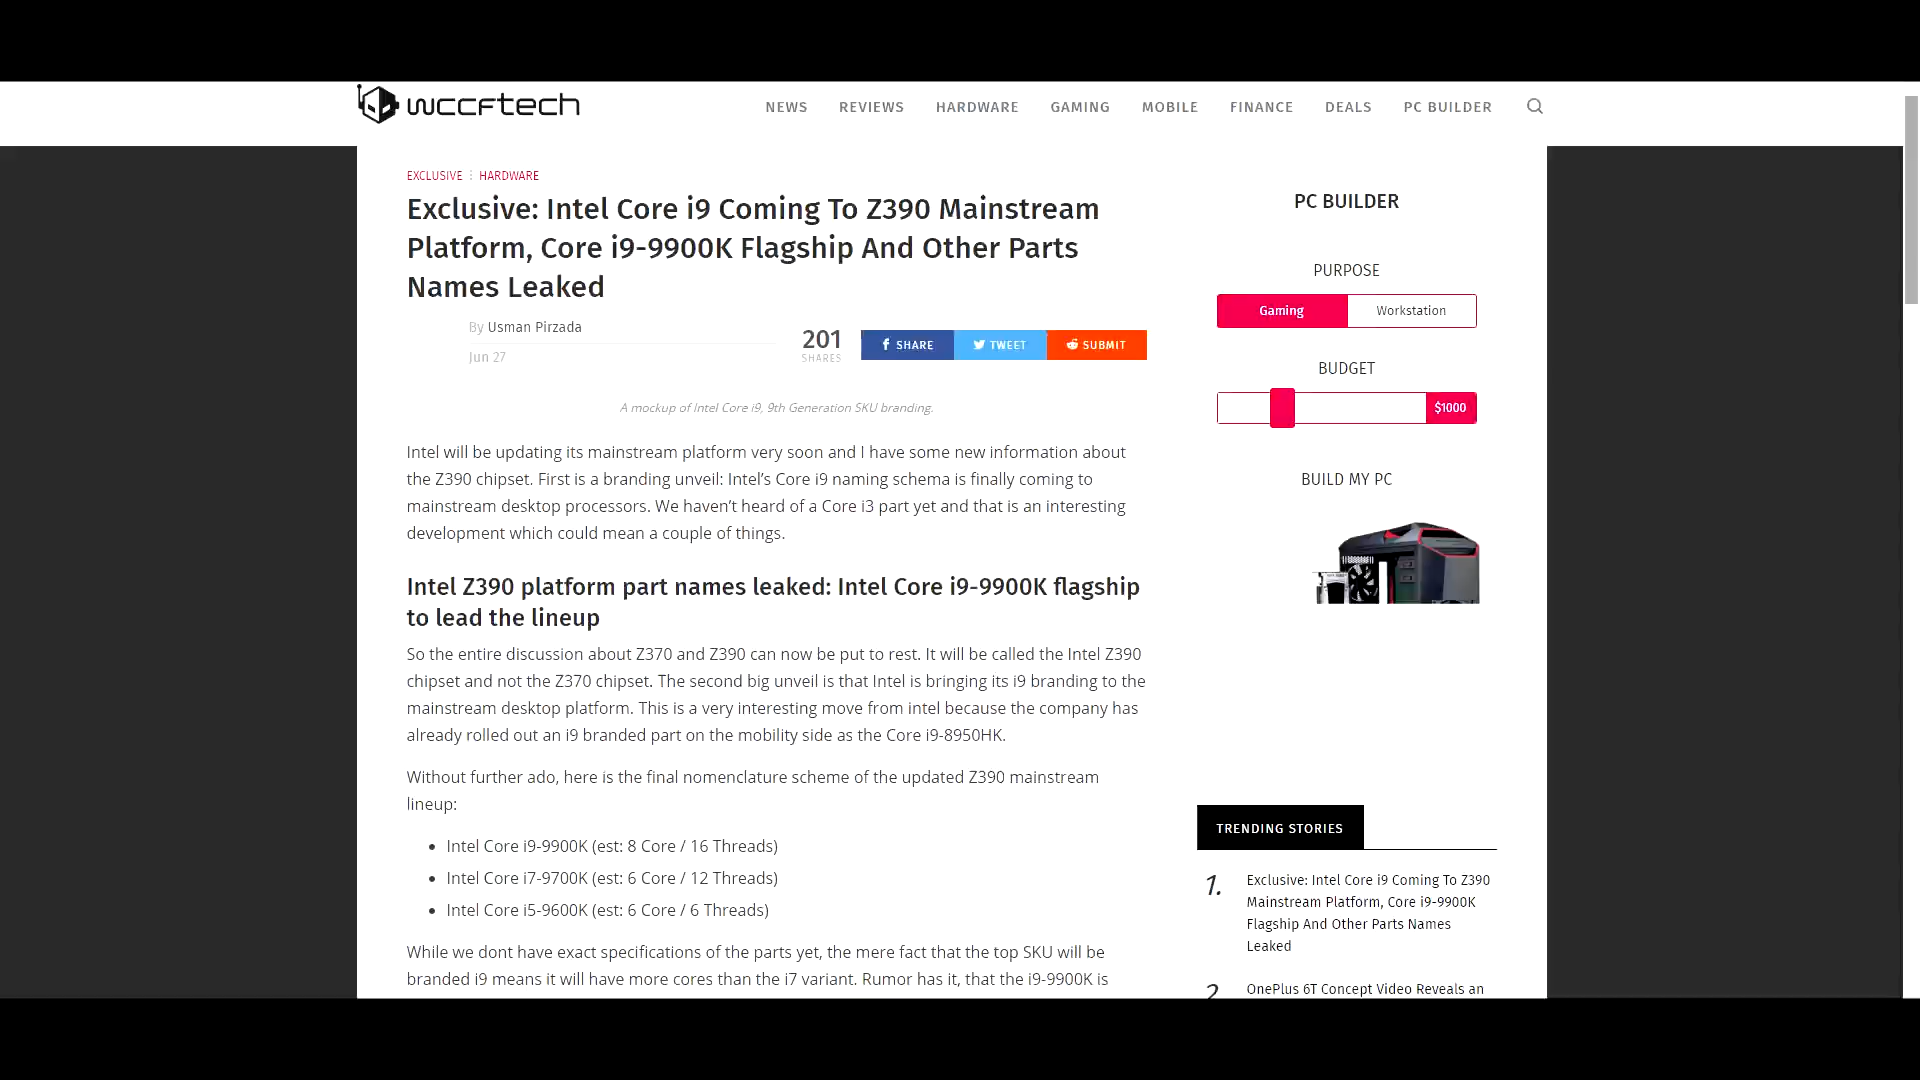 wccftech
NEWS REVIEWS HARDWARE GAMING MOBILE FINANCE DEALS PC BUILDER
EXCLUSIVE HARDWARE
Exclusive: Intel Core i9 Coming To Z390 Mainstream
Platform, Core i9-9900K Flagship And Other Parts
Names Leaked
By Usman Pirzada
Jun 27
201
SHARES
SHARE TWEET SUBMIT
A mockup of Intel Core i9, 9th Generation SKU branding.
Intel will be updating its mainstream platform very soon and I have some new information about
the Z390 chipset. First is a branding unveil: Intel’s Core i9 naming schema is finally coming to
mainstream desktop processors. We haven’t heard of a Core i3 part yet and that is an interesting
development which could mean a couple of things.
Intel Z390 platform part names leaked: Intel Core i9-9900K flagship
to lead the lineup
So the entire discussion about Z370 and Z390 can now be put to rest. It will be called the Intel Z390
chipset and not the Z370 chipset. The second big unveil is that Intel is bringing its i9 branding to the
mainstream desktop platform. This is a very interesting move from intel because the company has
already rolled out an i9 branded part on the mobility side as the Core i9-8950HK.
Without further ado, here is the final nomenclature scheme of the updated Z390 mainstream
lineup:
• Intel Core i9-9900K (est: 8 Core / 16 Threads)
• Intel Core i7-9700K (est: 6 Core / 12 Threads)
• Intel Core i5-9600K (est: 6 Core / 6 Threads)
While we dont have exact specifications of the parts yet, the mere fact that the top SKU will be
branded i9 means it will have more cores than the i7 variant. Rumor has it, that the i9-9900K is
PC BUILDER
PURPOSE
Gaming Workstation
BUDGET
$1000
BUILD MY PC
TRENDING STORIES
1. Exclusive: Intel Core i9 Coming To Z390
Mainstream Platform, Core i9-9900K
Flagship And Other Parts Names
Leaked
2 OnePlus 6T Concept Video Reveals an